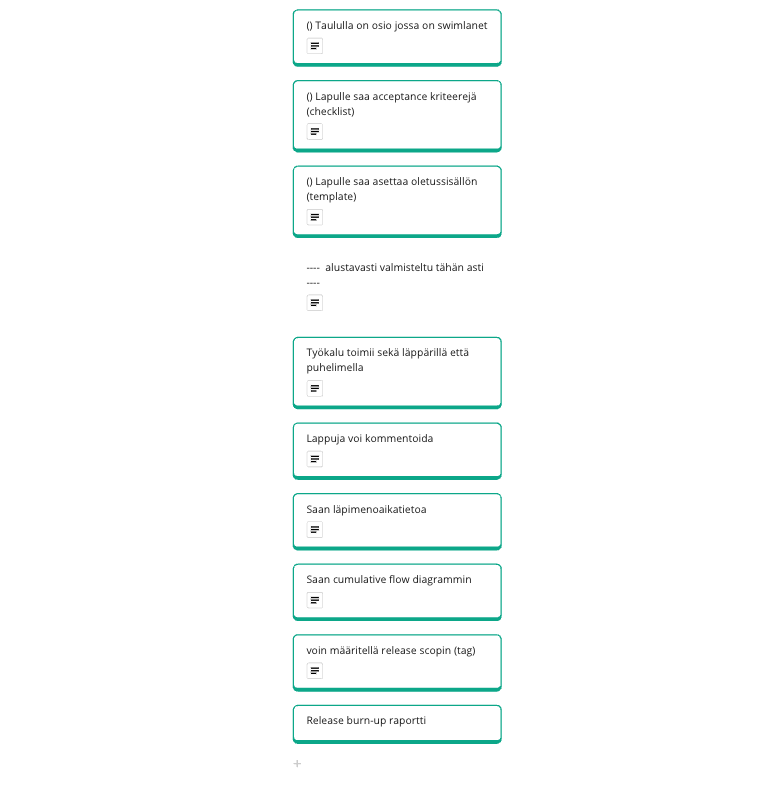 () Taululla on osio jossa on swimlanet
() Lapulle saa acceptance kriteerejä
(checklist)
() Lapulle saa asettaa oletussisällön
(template)
---- alustavasti valmisteltu tähän asti
----
Työkalu toimii sekä läppärillä että
puhelimella
Lappuja voi kommentoida
Saan läpimenoaikatietoa
Saan cumulative flow diagrammin
voin määritellä release scopin (tag)
Release burn-up raportti
+